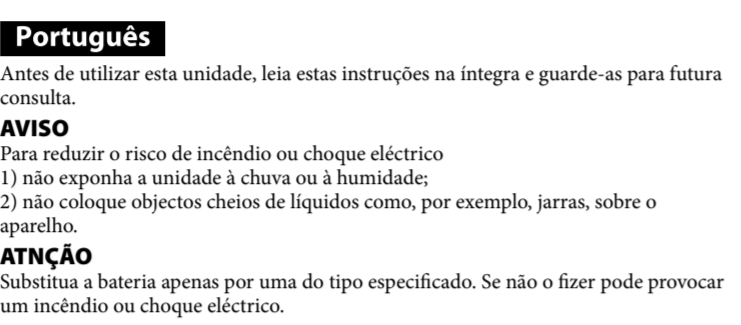 Português
Antes de utilizar esta unidade, leia estas instruções na íntegra e guarde-as para futura
consulta.
AVISO
Para reduzir o risco de incêndio ou choque eléctrico
1) não exponha a unidade à chuva ou à humidade;
2) não coloque objectos cheios de líquidos como, por exemplo, jarras, sobre o
aparelho.
ATNÇÃO
Substitua a bateria apenas por uma do tipo especificado. Se não o fizer pode provocar
um incêndio ou choque eléctrico.